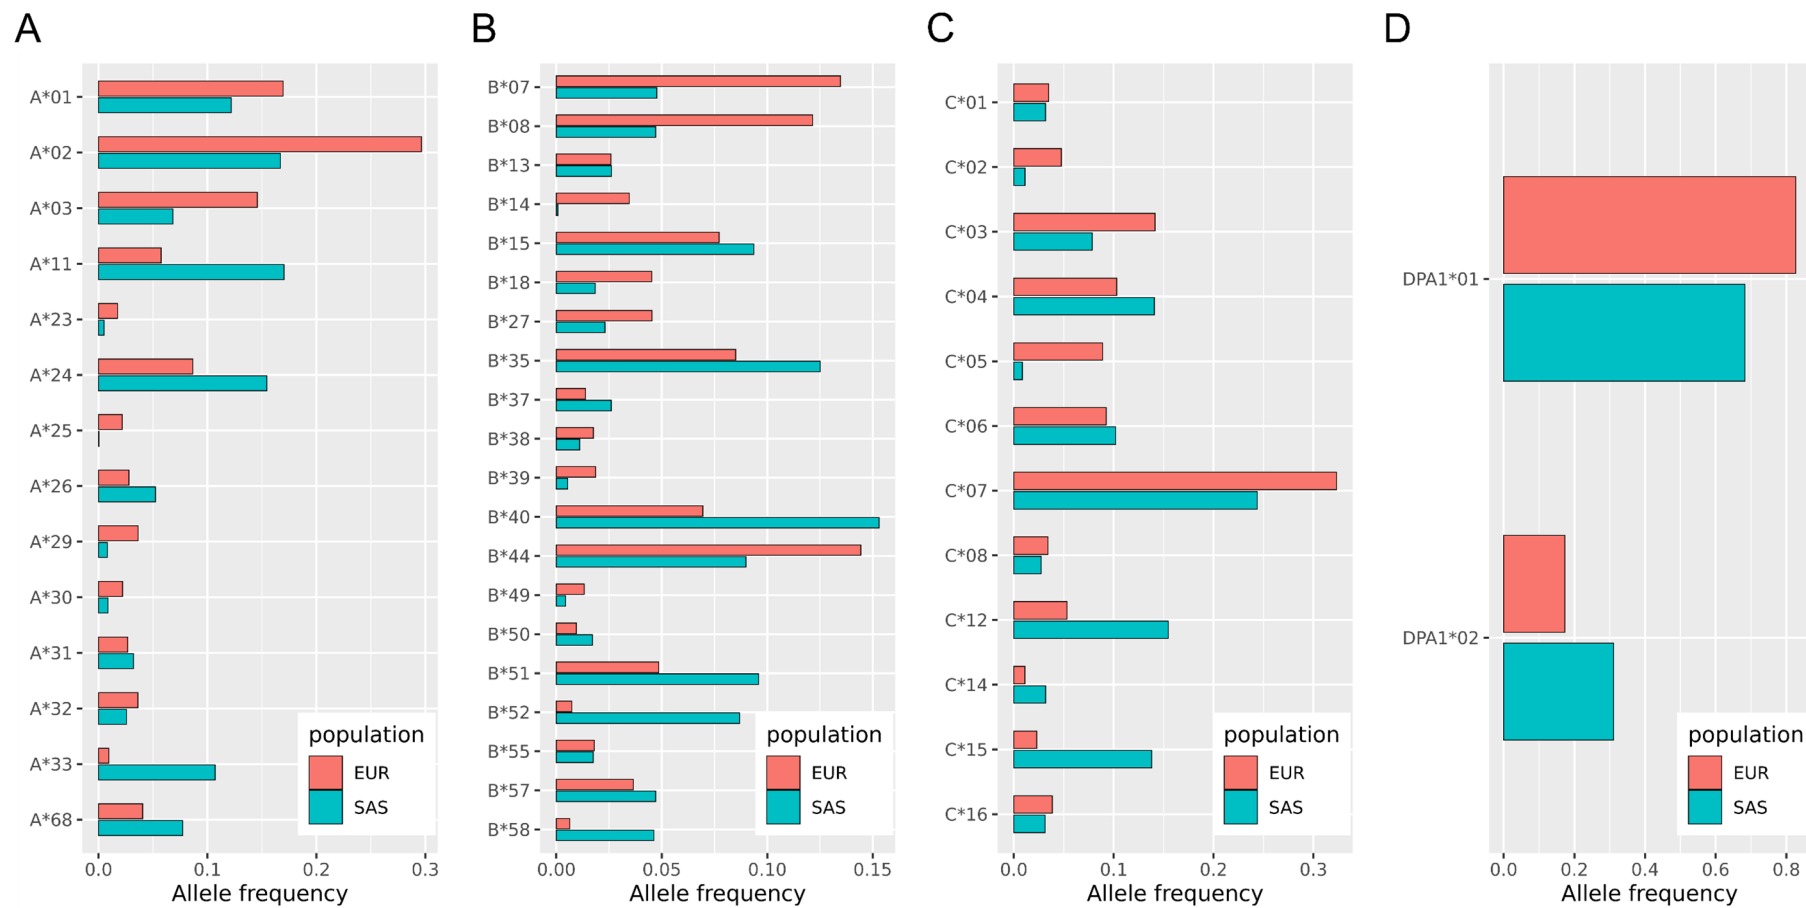 A
A*01
A*02
A*03
A*11
A*23
A*24
A*25
A*26
A*29
A*30
A*31
A*32
A*33
A*68
population
EUR
SAS
0.0 0.1 0.2 0.3
Allele frequency
B
B*07
B*08
B*13
B*14
B*15
B*18
B*27
B*35
B*37
B*38
B*39
B*40
B*44
B*49
B*50
B*51
B*52
B*55
B*57
B*58
population
EUR
SAS
0.00 0.05 0.10 0.15
Allele frequency
C
C*01
C*02
C*03
C*04
C*05
C*06
C*07
C*08
C*12
C*14
C*15
C*16
population
EUR
SAS
0.0 0.1 0.2 0.3
Allele frequency
D
DPA1*01
DPA1*02
population
EUR
SAS
0.0 0.2 0.4 0.6 0.8
Allele frequency